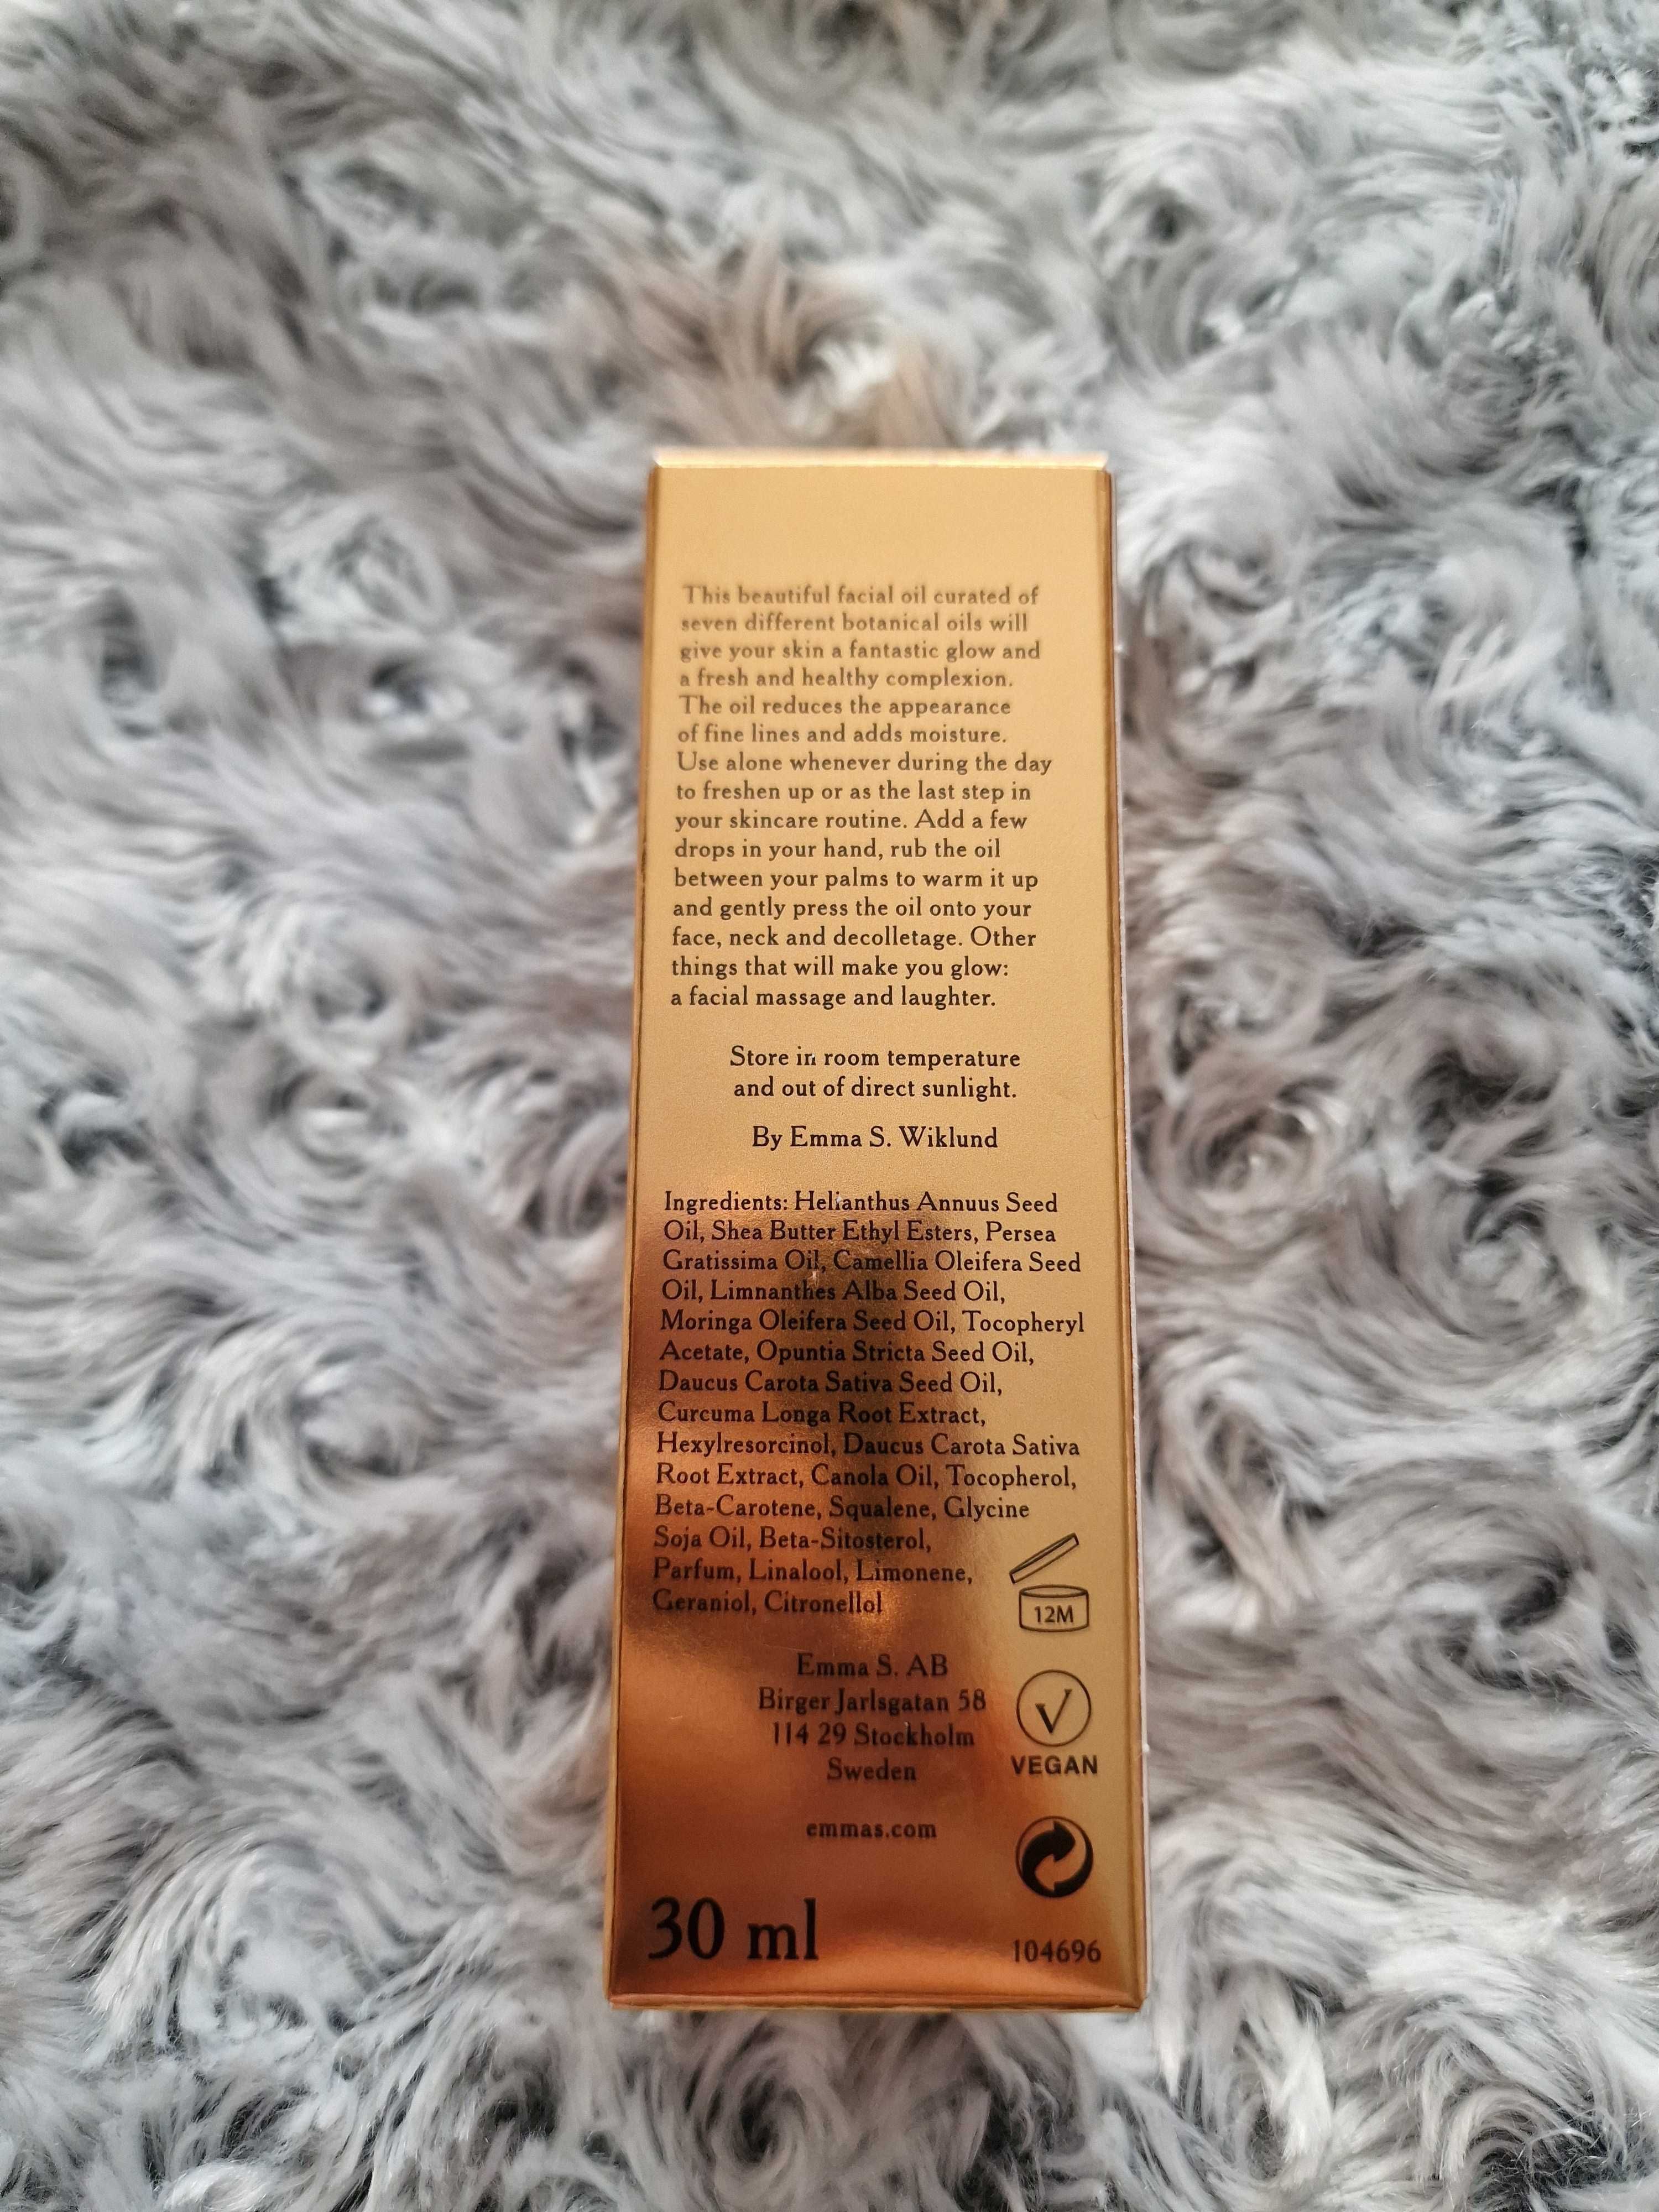 This beautiful facial oil curated of
seven different botanical oils will
give your skin a fantastic glow and
a fresh and healthy complexion.
The oil reduces the appearance
of fine lines and adds moisture.
Use alone whenever during the day
to freshen up or as the last step in
your skincare routine. Add a few
drops in your hand, rub the oil
between your palms to warm it up
and gently press the oil onto your
face, neck and decolletage. Other
things that will make you glow:
a facial massage and laughter.
Store in room temperature
and out of direct sunlight.
By Emma S. Wiklund
Ingredients: Helianthus Annuus Seed
Oil, Shea Butter Ethyl Esters, Persea
Gratissima Oil, Camellia Oleifera Seed
Oil, Limnanthes Alba Seed Oil,
Moringa Oleifera Seed Oil, Tocopheryl
Acetate, Opuntia Stricta Seed Oil,
Daucus Carota Sativa Seed Oil,
Curcuma Longa Root Extract,
Hexylresorcinol, Daucus Carota Sativa
Root Extract, Canola Oil, Tocopherol,
Beta-Carotene, Squalene, Glycine
Soja Oil, Beta-Sitosterol,
Parfum, Linalool, Limonene,
Geraniol, Citronellol
12M
Emma S. AB
Birger Jarlsgatan 58
114 29 Stockholm
Sweden
VEGAN
emmas.com
30 ml
104696